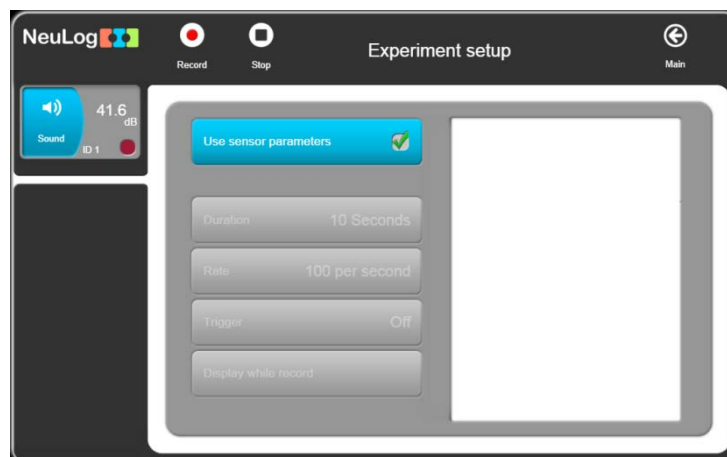 NeuLog
Record
Stop
Experiment setup
Main
41.6
dB
Sound
ID 1
Use sensor parameters
Duration 10 Seconds
Rate 100 per second
Trigger Off
Display while record